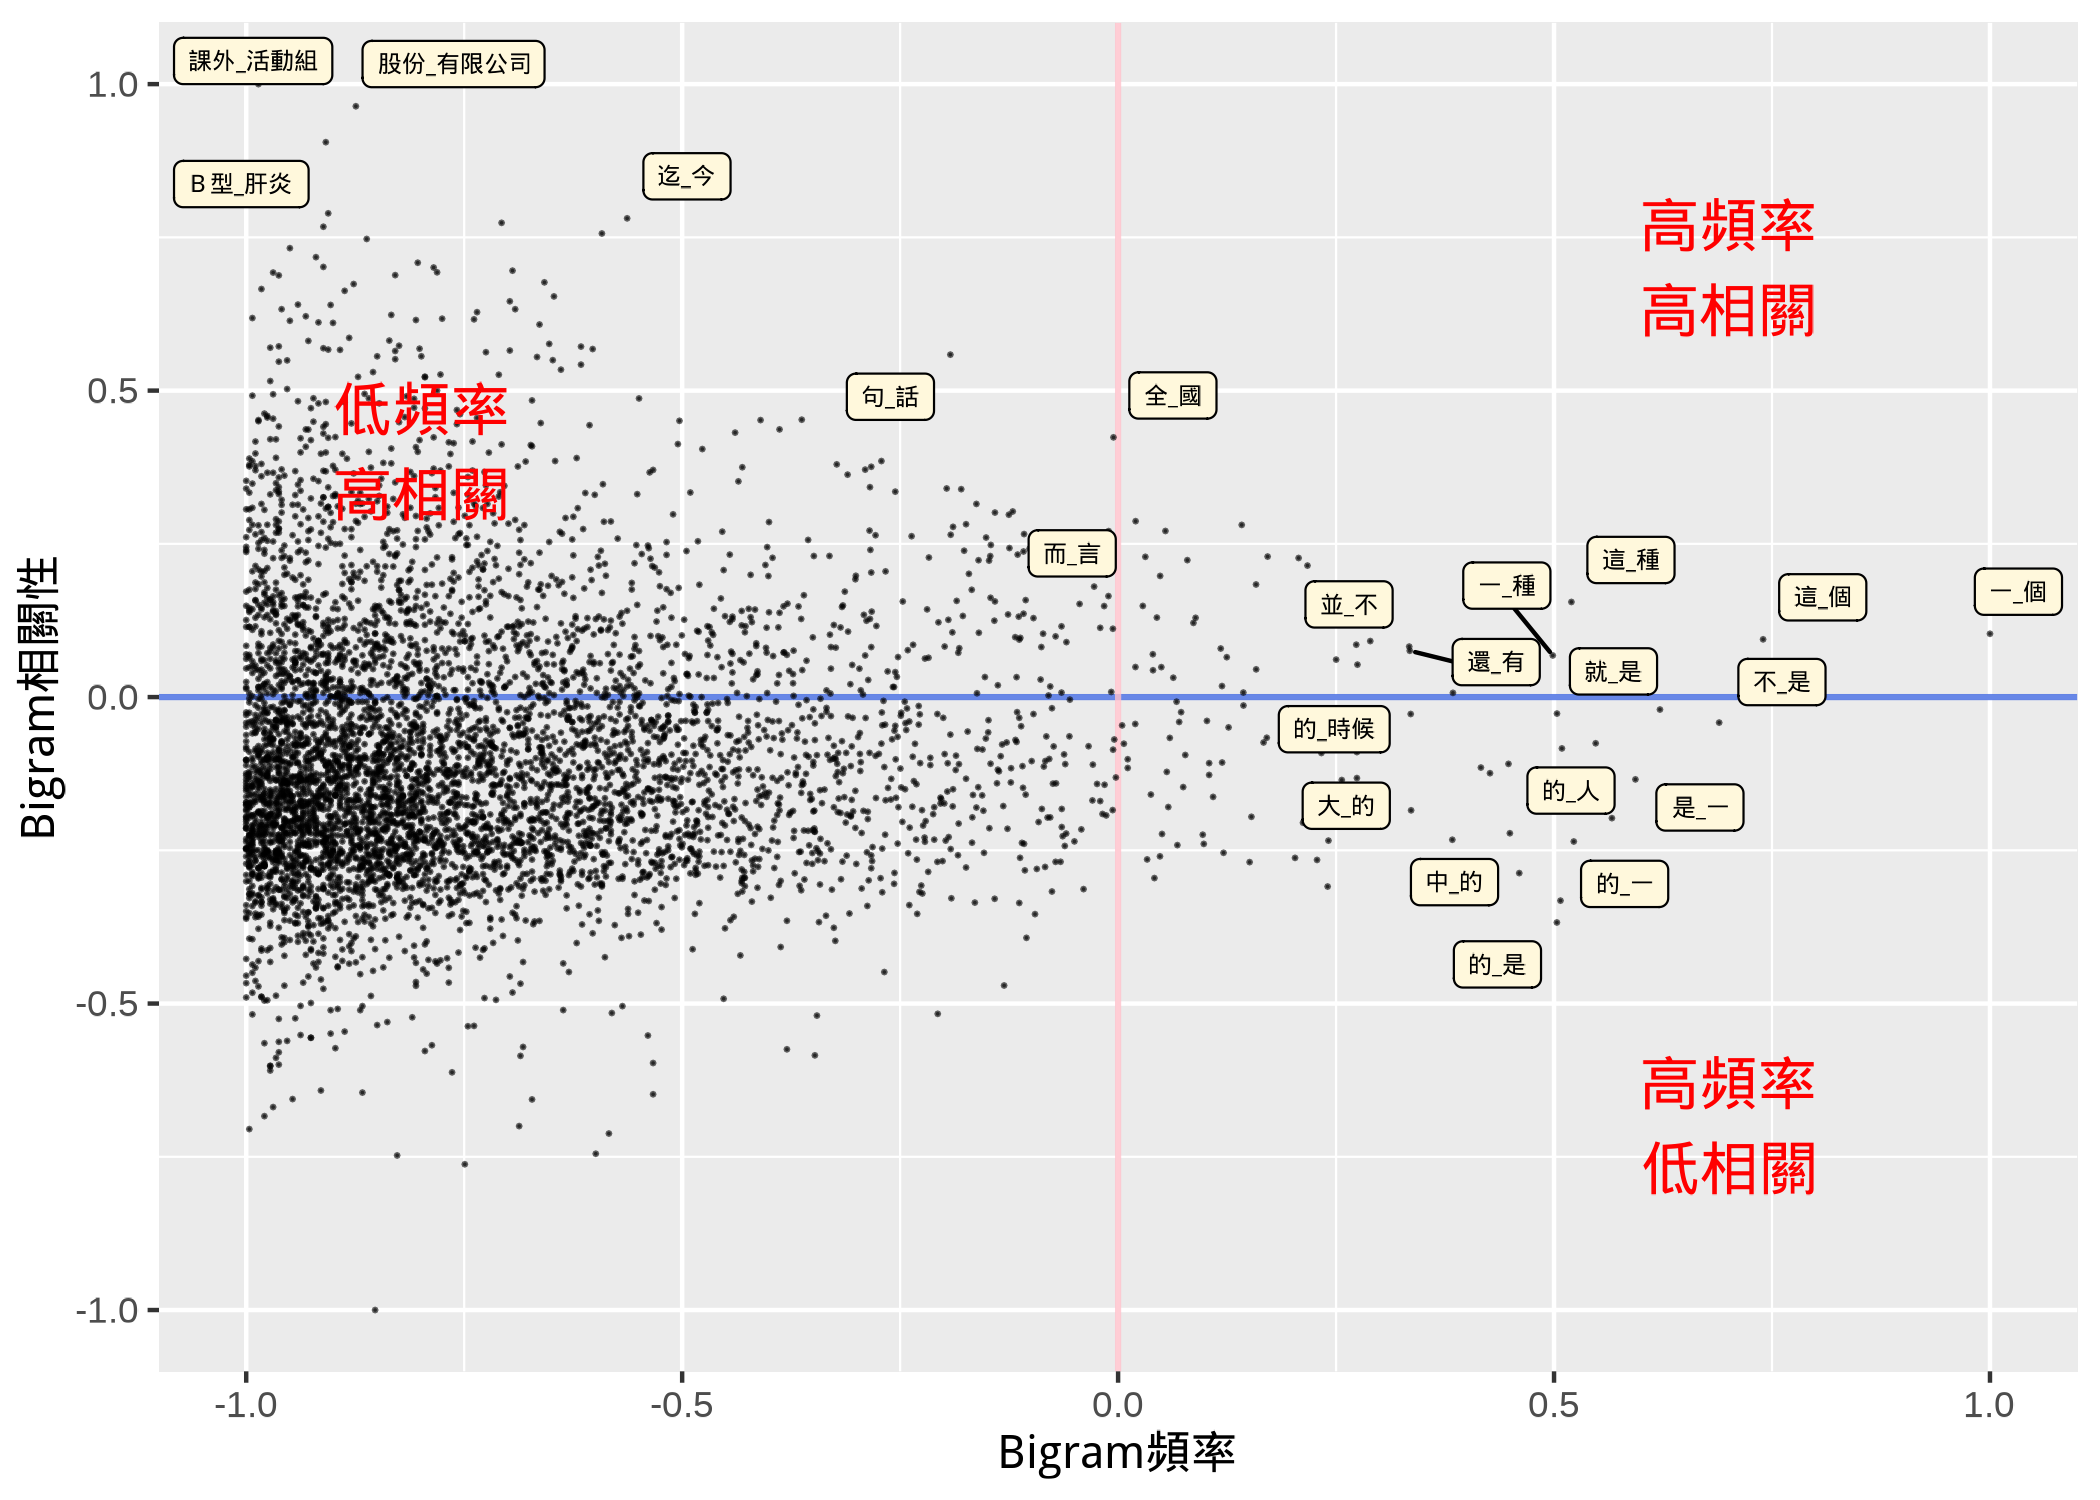 課外_活動組
股份_有限公司
1.0
B型_肝炎
迄_今
高頻率
高相關
0.5
低頻率
高相關
句_話
全_國
而_言
並_不
一_種
這_種
這_個
一_個
還_有
就_是
不_是
0.0
的_時候
大_的
的_人
是_一
中_的
的_一
的_是
-0.5
高頻率
低相關
-1.0
-1.0
-0.5
0.0
0.5
1.0
Bigram頻率
Bigram相關性